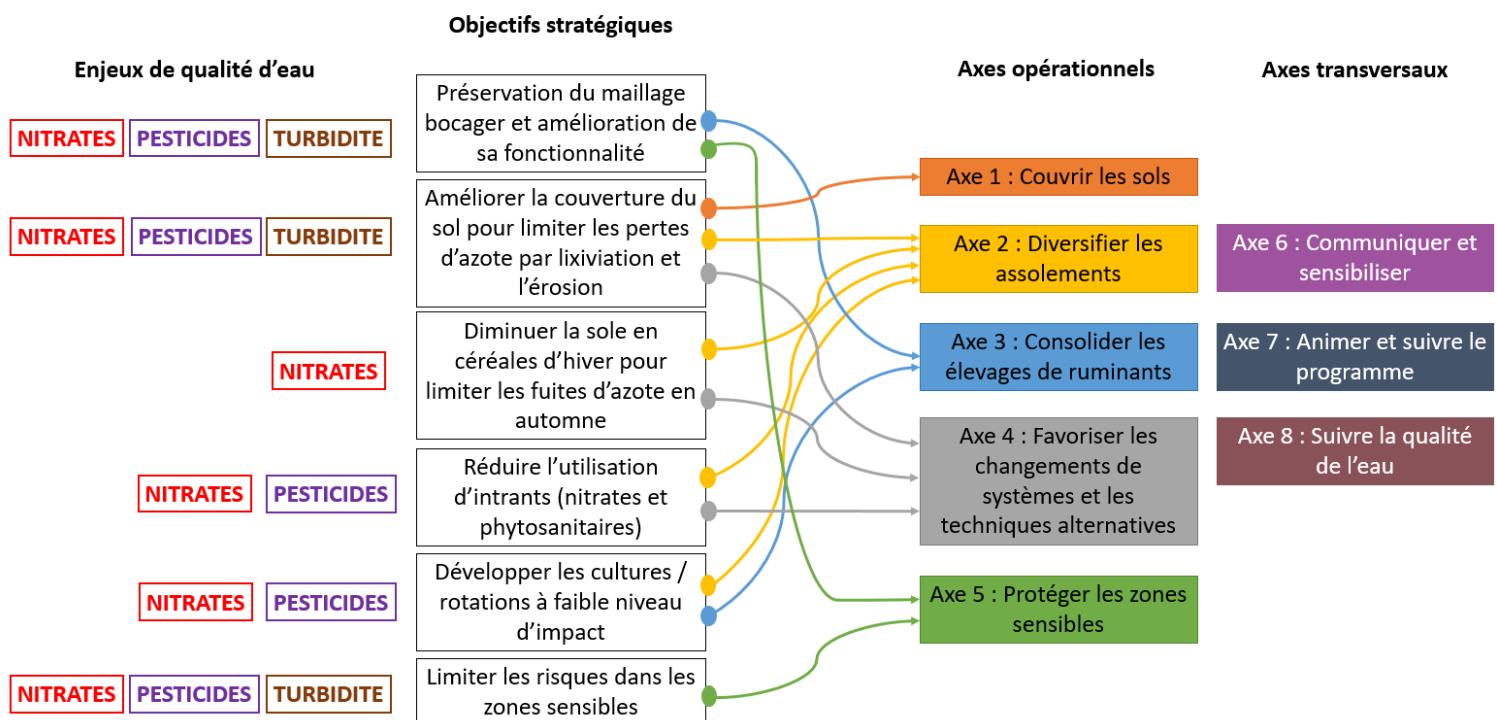 Objectifs stratégiques
Enjeux de qualité d’eau
Axes opérationnels
Axes transversaux
NITRATES PESTICIDES TURBIDITE
Préservation du maillage
bocager et amélioration de
sa fonctionnalité
NITRATES PESTICIDES TURBIDITE
Améliorer la couverture du
sol pour limiter les pertes
d’azote par lixiviation et
l’érosion
NITRATES
Diminuer la sole en
céréales d’hiver pour
limiter les fuites d’azote en
automne
NITRATES PESTICIDES
Réduire l’utilisation
d’intrants (nitrates et
phytosanitaires)
NITRATES PESTICIDES
Développer les cultures /
rotations à faible niveau
d’impact
NITRATES PESTICIDES TURBIDITE
Limiter les risques dans les
zones sensibles
Axe 1 : Couvrir les sols
Axe 2 : Diversifier les
assolements
Axe 3 : Consolider les
élevages de ruminants
Axe 4 : Favoriser les
changements de
systèmes et les
techniques alternatives
Axe 5 : Protéger les zones
sensibles
Axe 6 : Communiquer et
sensibiliser
Axe 7 : Animer et suivre le
programme
Axe 8 : Suivre la qualité
de l’eau